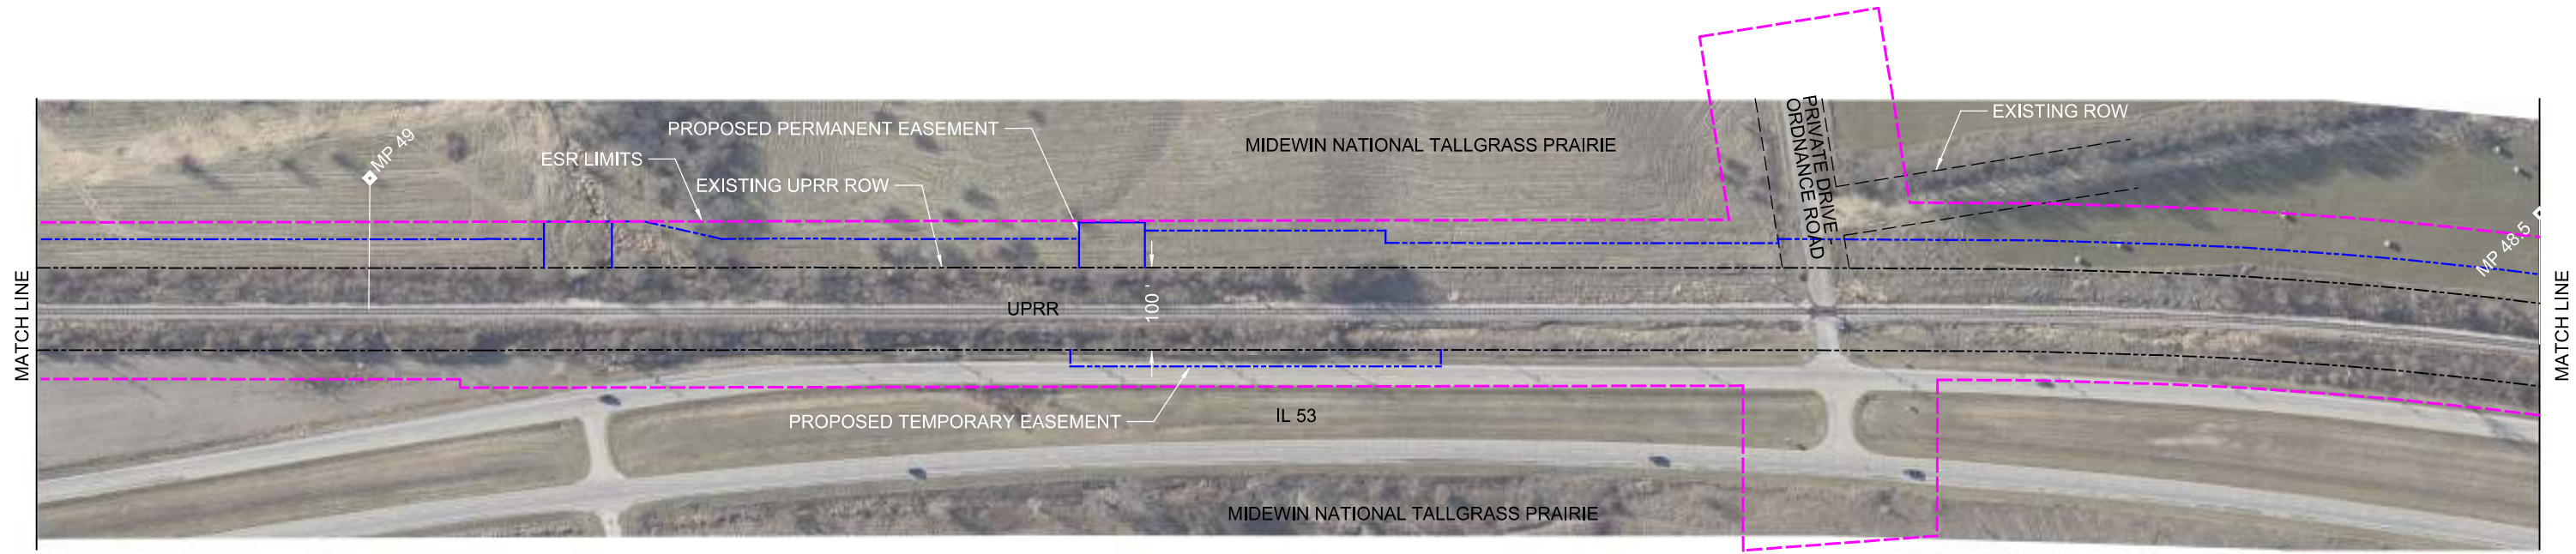 MP 49
PROPOSED PERMANENT EASEMENT
ESR LIMITS
EXISTING UPRR ROW
MIDEWIN NATIONAL TALLGRASS PRAIRIE
PRIVATE DRIVE
ORDNANCE ROAD
EXISTING ROW
MP 48.5
MATCH LINE
UPRR
100 '
MATCH LINE
PROPOSED TEMPORARY EASEMENT
IL 53
MIDEWIN NATIONAL TALLGRASS PRAIRIE